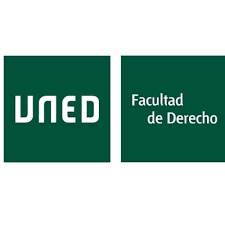 UNED
Facultad
de Derecho